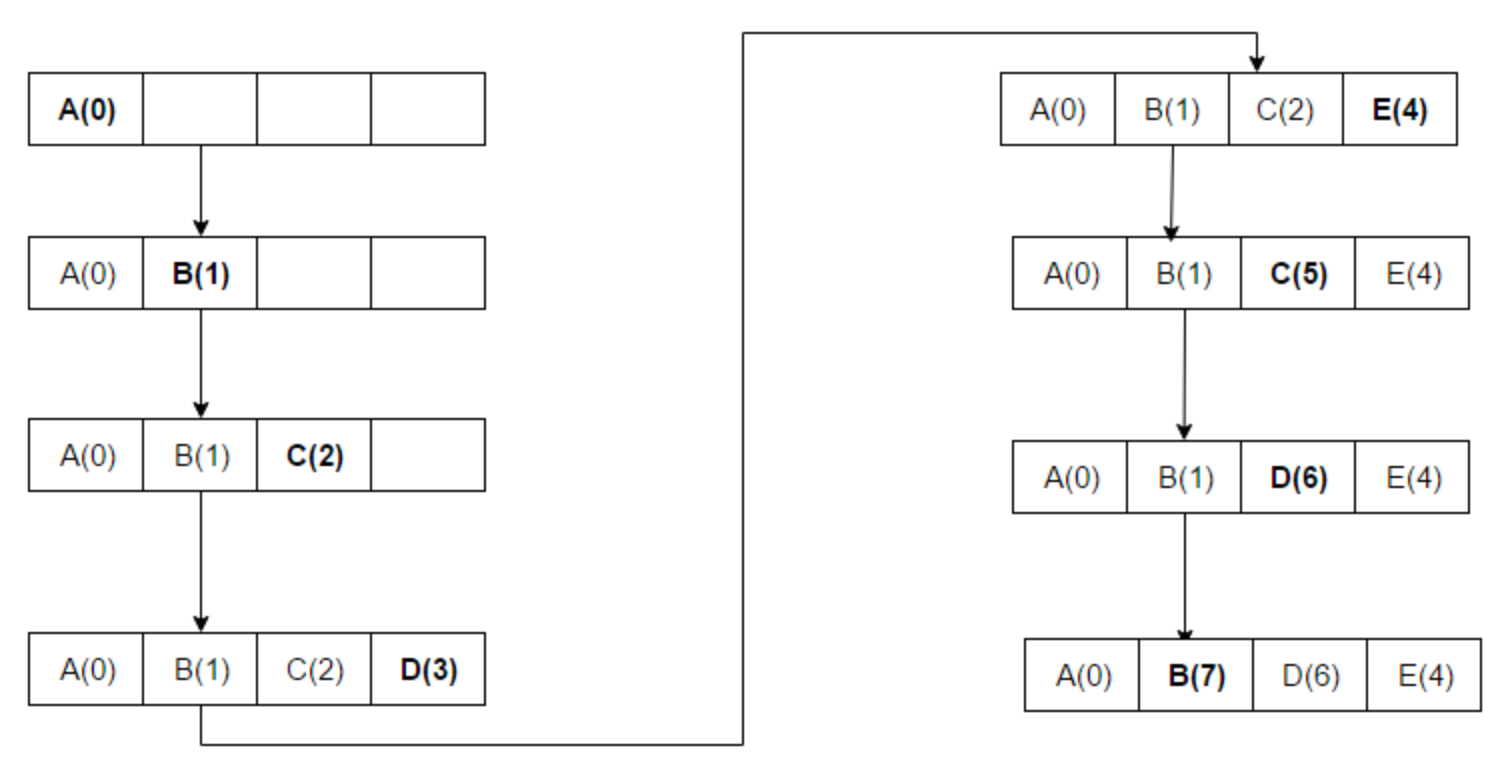 A(0)
A(0) B(1)
A(0) B(1) C(2)
A(0) B(1) C(2) D(3)
A(0) B(1) C(2) E(4)
A(0) B(1) C(5) E(4)
A(0) B(1) D(6) E(4)
A(0) B(7) D(6) E(4)